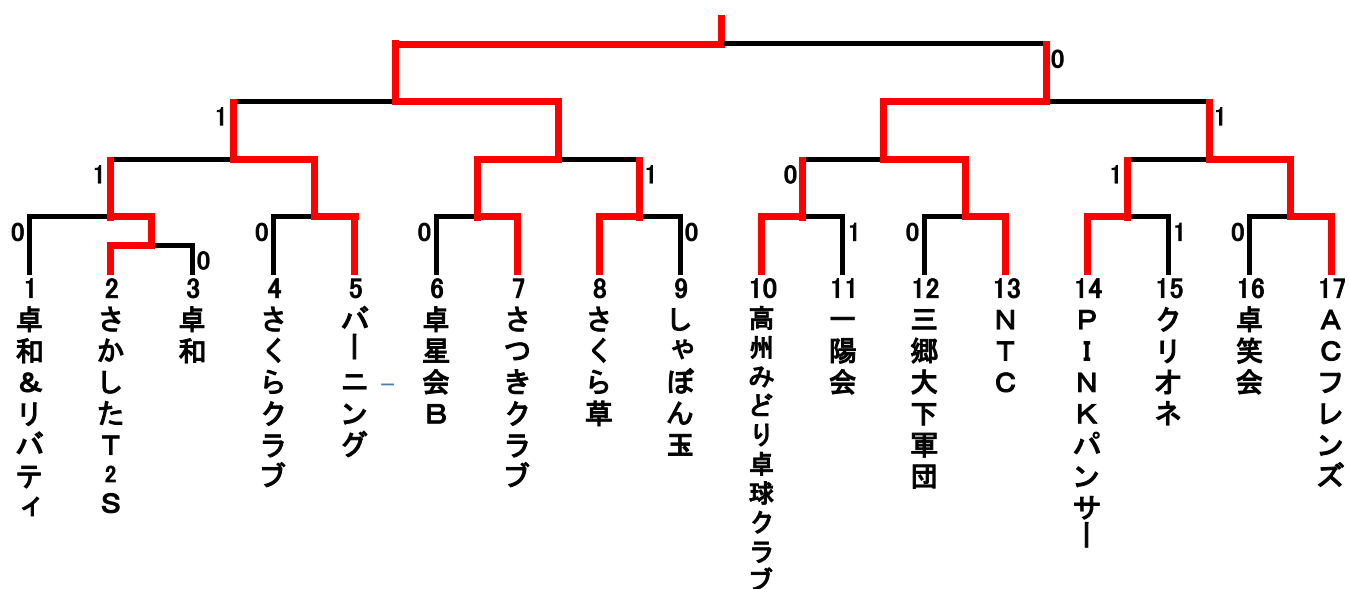 0
1
1
1
0
1
0
1
0
0
0
0
1
0
1
0
0
1
卓和＆リバティ
2
さかしたＴ２Ｓ
3
卓和
4
さくらクラブ
5
バーニング
6
卓星会Ｂ
7
さつきクラブ
8
さくら草
9
しゃぼん玉
10
高州みどり卓球クラブ
11
一陽会
12
三郷大下軍団
13
ＮＴＣ
14
ＰＩＮＫパンサー
15
クリオネ
16
卓笑会
17
ＡＣフレンズ